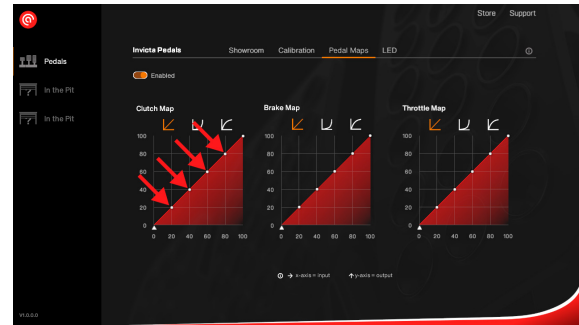 Store Support
Invicta Pedals Showroom Calibration Pedal Maps LED
Pedals
Enabled
In the Pit
In the Pit
Clutch Map Brake Map Throttle Map
100 100 100
80 80 80
60 60 60
40 40 40
20 20 20
0 0 0
0 20 40 60 80 100 0 20 40 60 80 100 0 20 40 60 80 100
x-axis = input y-axis = output
V1.0.0.0